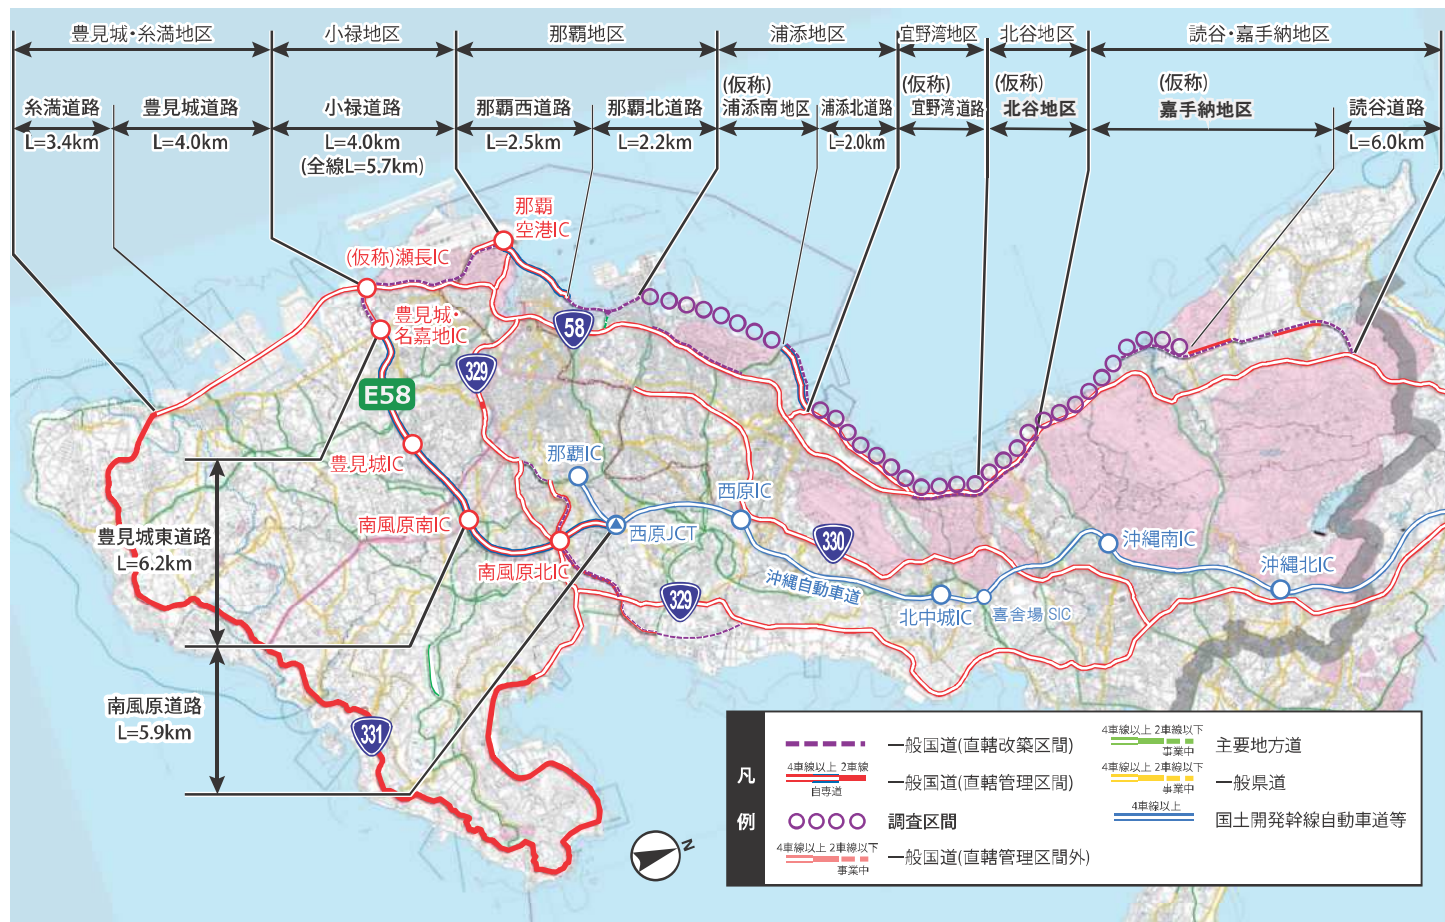 豊見城・糸満地区
小禄地区
那覇地区
浦添地区
宜野湾地区
北谷地区
読谷・嘉手納地区
糸満道路
L=3.4km
豊見城道路
L=4.0km
小禄道路
L=4.0km
(全線L=5.7km)
那覇西道路
L=2.5km
那覇北道路
L=2.2km
(仮称)
浦添南地区
浦添北道路
L=2.0km
(仮称)
宜野湾道路
(仮称)
北谷地区
(仮称)
嘉手納地区
読谷道路
L=6.0km
那覇
空港IC
(仮称)瀬長IC
豊見城・
名嘉地IC
58
329
E58
豊見城IC
那覇IC
西原IC
南風原南IC
西原JCT
南風原北IC
330
沖縄南IC
沖縄北IC
沖縄自動車道
329
北中城IC
喜舎場SIC
豊見城東道路
L=6.2km
南風原道路
L=5.9km
331
N
凡
例
一般国道(直轄改築区間)
4車線以上 2車線
自専道
一般国道(直轄管理区間)
調査区間
4車線以上 2車線以下
事業中
一般国道(直轄管理区間外)
4車線以上 2車線以下
事業中
主要地方道
4車線以上 2車線以下
事業中
一般県道
4車線以上
国土開発幹線自動車道等